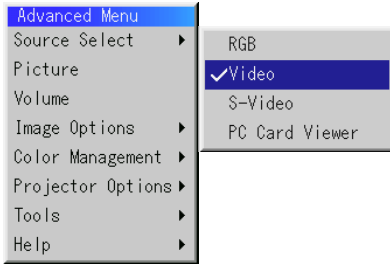 Advanced Menu
Source Select
Picture
Volume
Image Options
Color Management
Projector Options
Tools
Help
RGB
Video
S-Video
PC Card Viewer